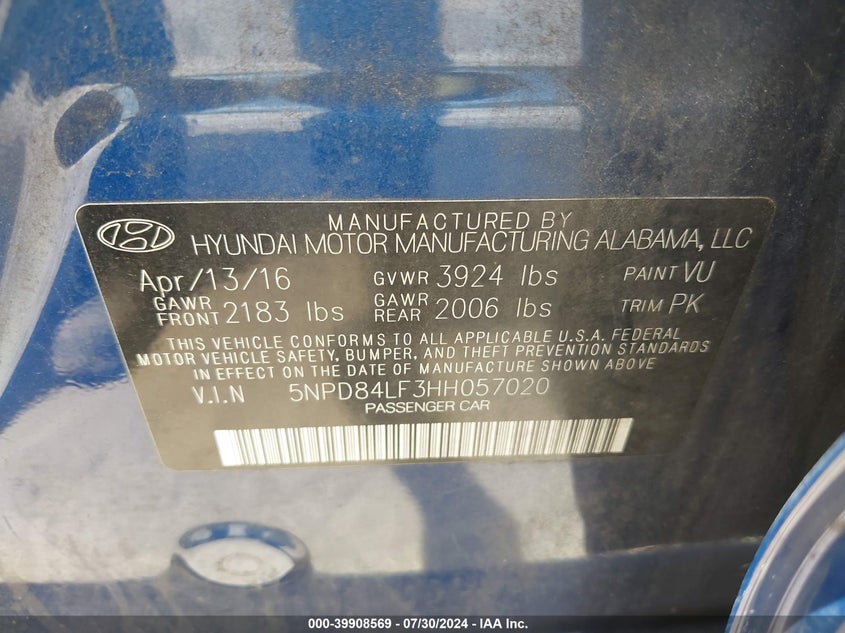 MANUFACTURED BY
HYUNDAI MOTOR MANUFACTURING ALABAMA, LLC
Apr/13/16 GVWR 3924 lbs PAINT VU
GAWR FRONT 2183 lbs GAWR REAR 2006 lbs TRIM PK
THIS VEHICLE CONFORMS TO ALL APPLICABLE U.S.A. FEDERAL
MOTOR VEHICLE SAFETY, BUMPER, AND THEFT PREVENTION STANDARDS
IN EFFECT ON THE DATE OF MANUFACTURE SHOWN ABOVE
V.I.N 5NPD84LF3HH057020
PASSENGER CAR
000-39908569 / 07/30/2024 - IAA Inc.